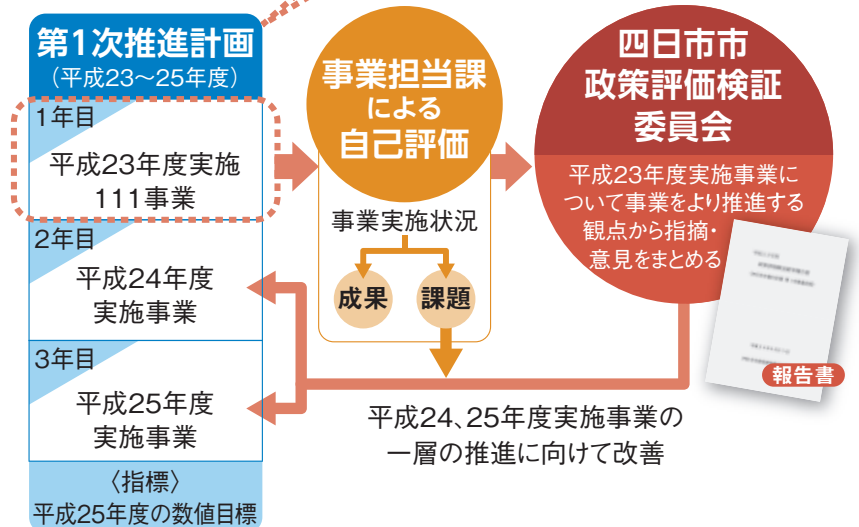 第1次推進計画
(平成23〜25年度)
1年目
平成23年度実施
111事業
2年目
平成24年度
実施事業
3年目
平成25年度
実施事業
〈指標〉
平成25年度の数値目標
事業担当課
による
自己評価
事業実施状況
成果
課題
四日市市
政策評価検証
委員会
平成23年度実施事業に
ついて事業をより推進する
観点から指摘・
意見をまとめる
報告書
平成24、25年度実施事業の
一層の推進に向けて改善